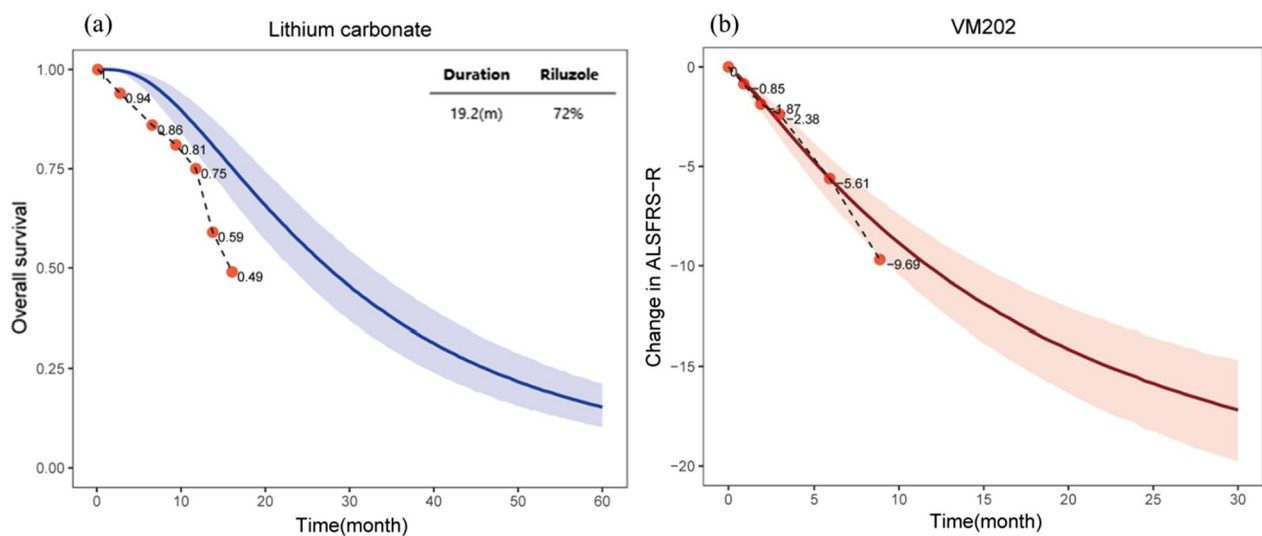 (a)
Lithium carbonate
Duration Riluzole
19.2(m) 72%
1
0.94
0.86
0.81
0.75
0.59
0.49
1.00
0.75
0.50
0.25
0.00
Overall survival
0 10 20 30 40 50 60
Time(month)
(b)
VM202
0
−0.85
−1.87
−2.38
−5.61
−9.69
0
−5
−10
−15
−20
Change in ALSFRS−R
0 5 10 15 20 25 30
Time(month)